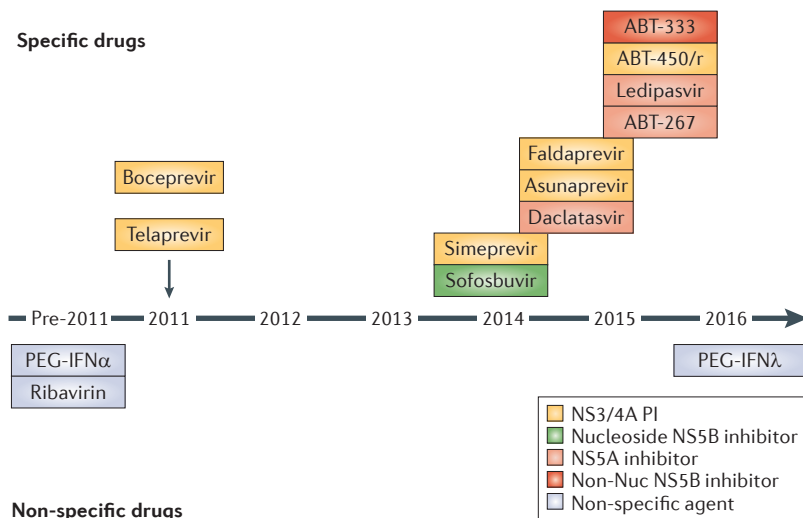 Specific drugs
ABT-333
ABT-450/r
Ledipasvir
ABT-267
Faldaprevir
Asunaprevir
Daclatasvir
Boceprevir
Telaprevir
Simeprevir
Sofosbuvir
Pre-2011 2011 2012 2013 2014 2015 2016
PEG-IFNα
Ribavirin
PEG-IFNλ
NS3/4A PI
Nucleoside NS5B inhibitor
NS5A inhibitor
Non-Nuc NS5B inhibitor
Non-specific agent
Non-specific drugs